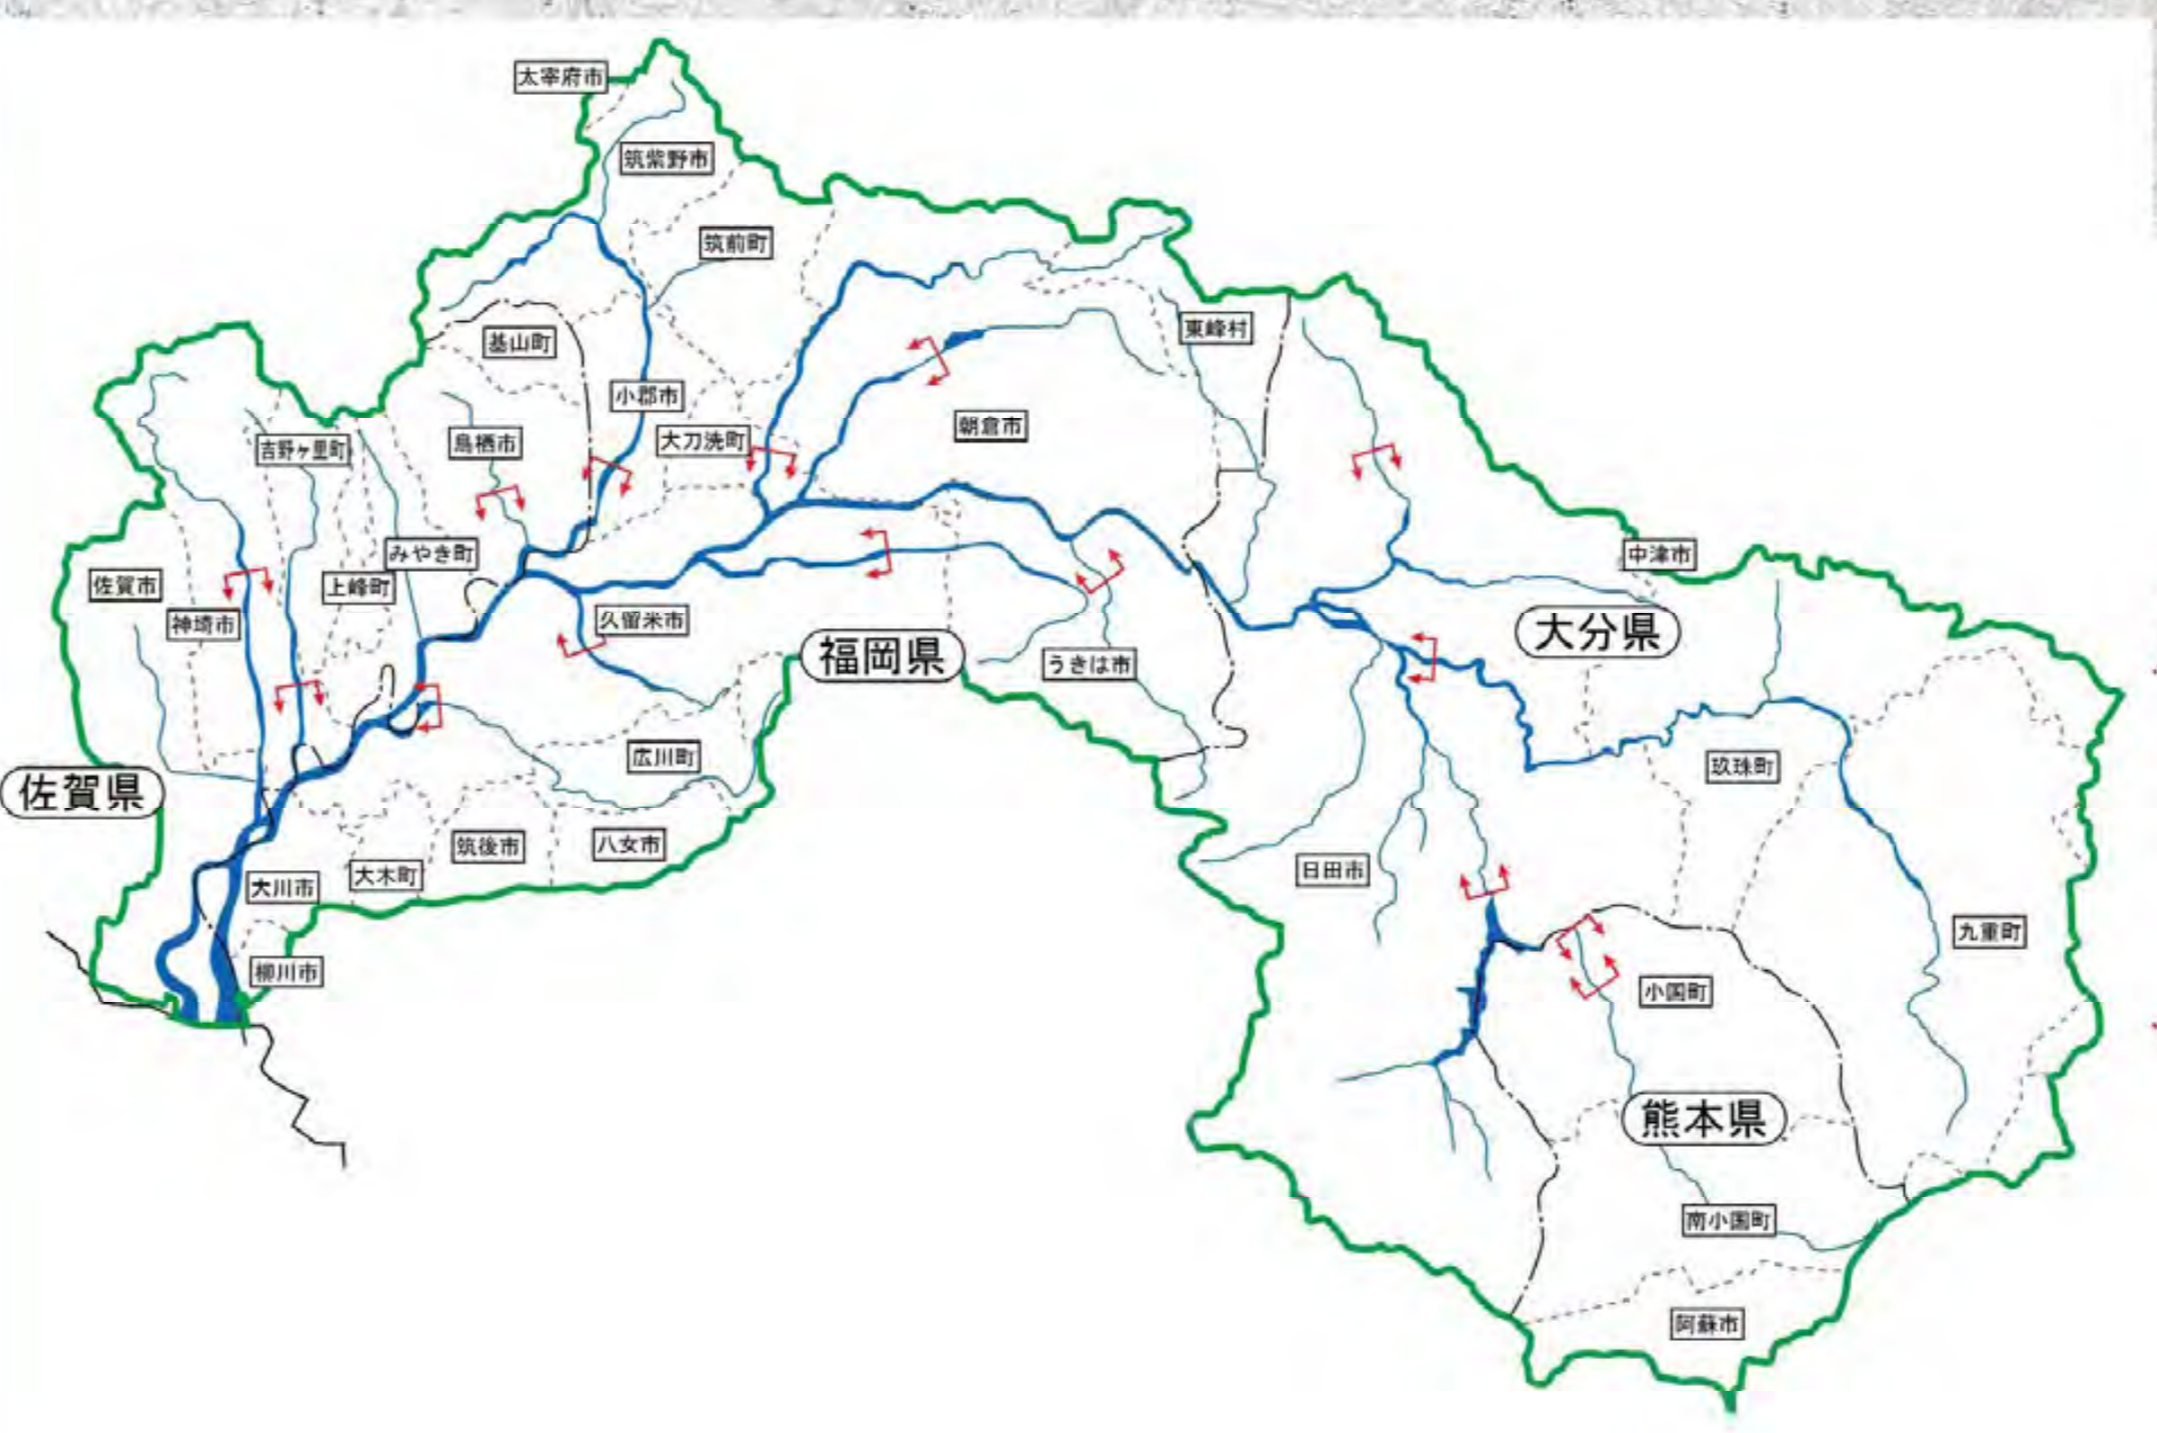 太宰府市
筑紫野市
筑前町
基山町
東峰村
小郡市
朝倉市
吉野ヶ里町
鳥栖市
大刀洗町
みやき町
中津市
佐賀市
上峰町
神埼市
久留米市
大分県
福岡県
うきは市
広川町
玖珠町
佐賀県
筑後市
八女市
日田市
大木町
大川市
九重町
柳川市
小国町
熊本県
南小国町
阿蘇市